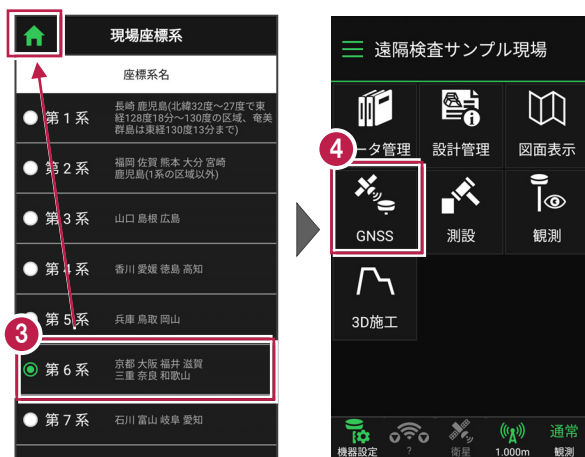 現場座標系
座標系名
第 1 系
長崎 鹿児島(北緯32度～27度で東
経128度18分～130度の区域、奄美
群島は東経130度13分まで)
第 2 系
福岡 佐賀 熊本 大分 宮崎
鹿児島(1系の区域以外)
第 3 系
山口 島根 広島
第 4 系
香川 愛媛 徳島 高知
第 5 系
兵庫 鳥取 岡山
3
第 6 系
京都 大阪 福井 滋賀
三重 奈良 和歌山
第 7 系
石川 富山 岐阜 愛知
遠隔検査サンプル現場
4
ータ管理
設計管理
図面表示
GNSS
測設
観測
3D施工
機器設定
?
衛星
1.000m
通常
観測